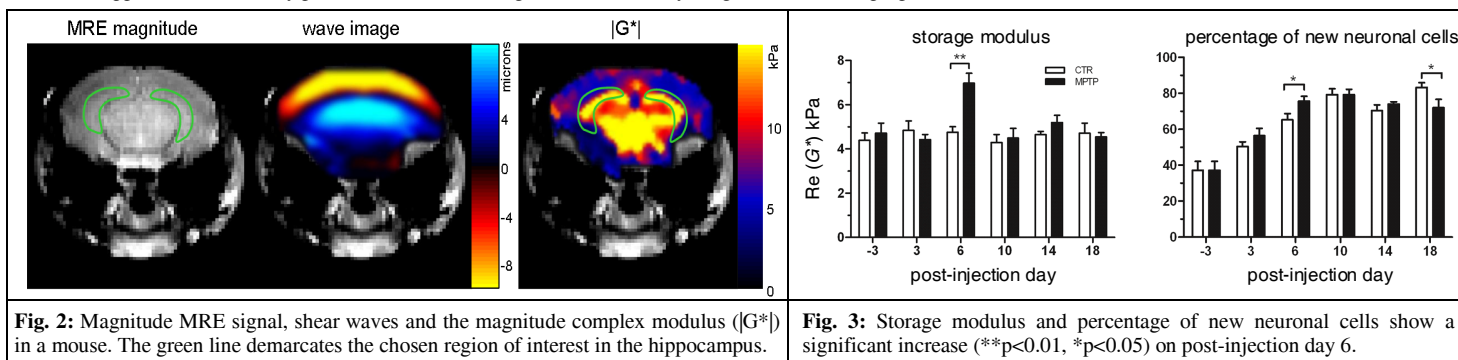 MRE magnitude
wave image
|G*|
microns
8
4
0
-4
-8
kPa
10
5
0
storage modulus
Re (G*) kPa
8
6
4
2
0
**
CTR
MPTP
-3 3 6 10 14 18
post-injection day
percentage of new neuronal cells
100
80
60
40
20
0
*
*
-3 3 6 10 14 18
post-injection day
Fig. 2: Magnitude MRE signal, shear waves and the magnitude complex modulus (|G*|)
in a mouse. The green line demarcates the chosen region of interest in the hippocampus.
Fig. 3: Storage modulus and percentage of new neuronal cells show a
significant increase (**p<0.01, *p<0.05) on post-injection day 6.